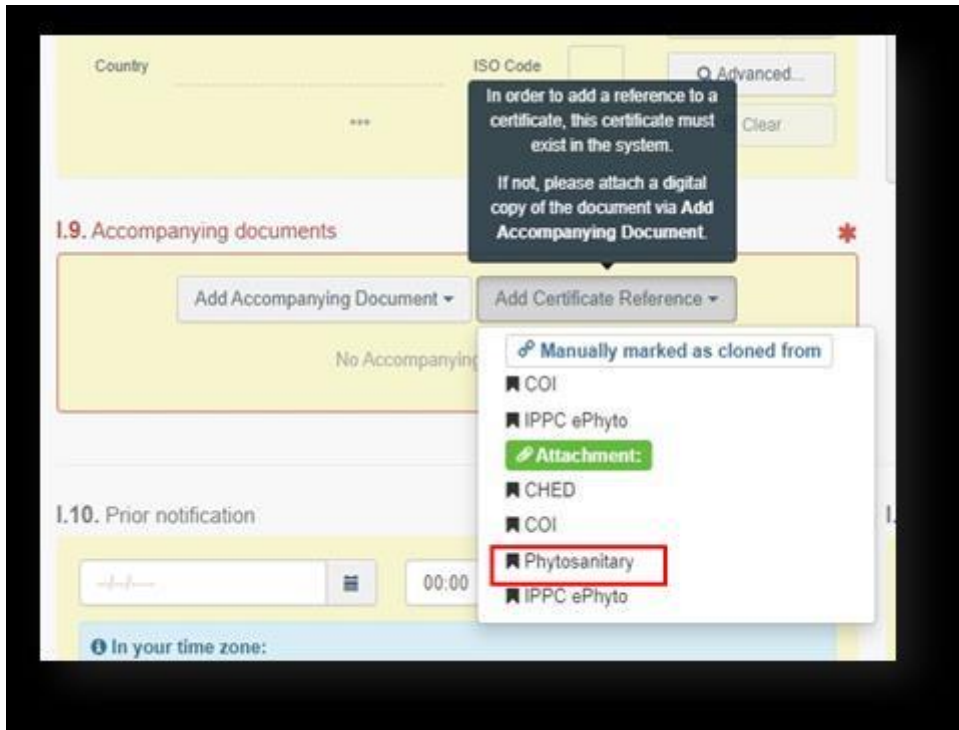 Country
ISO Code
Advanced...
In order to add a reference to a
certificate, this certificate must
exist in the system.
If not, please attach a digital
copy of the document via Add
Accompanying Document.
Clear
I.9. Accompanying documents *
Add Accompanying Document
Add Certificate Reference
No Accompanying
Manually marked as cloned from
COI
IPPC ePhyto
Attachment:
CHED
COI
Phytosanitary
IPPC ePhyto
I.10. Prior notification
--/--/----
00:00
In your time zone: